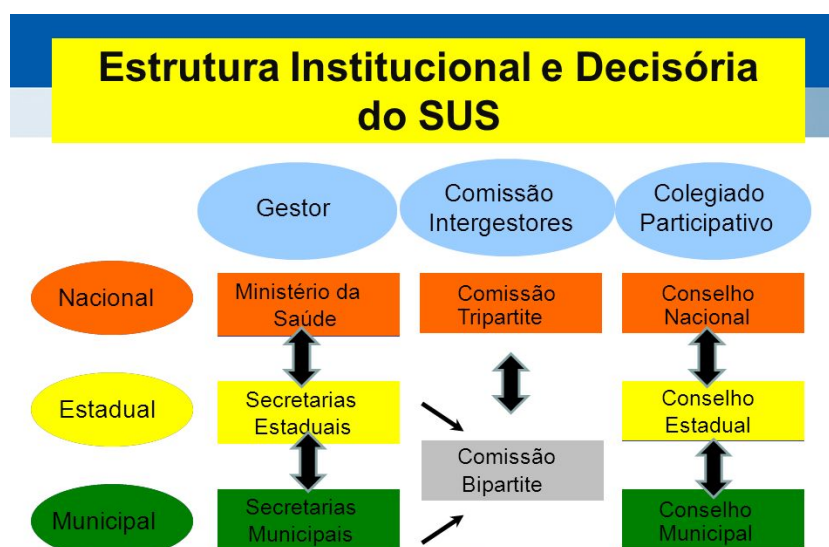 Estrutura Institucional e Decisória
do SUS
Gestor
Comissão
Intergestores
Colegiado
Participativo
Nacional
Ministério da
Saúde
Comissão
Tripartite
Conselho
Nacional
Estadual
Secretarias
Estaduais
Conselho
Estadual
Comissão
Bipartite
Municipal
Secretarias
Municipais
Conselho
Municipal